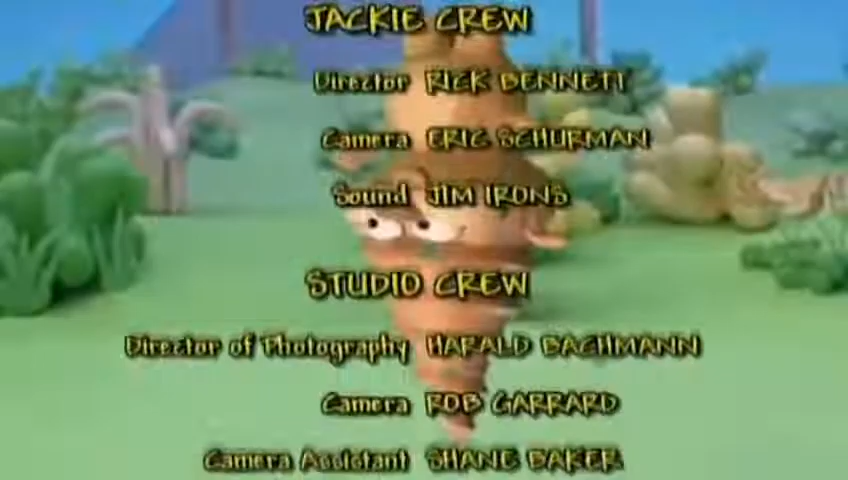 JACKIE CREW
Director RICK BENNETT
Camera ERIC SCHURMAN
Sound JIM IRONS
STUDIO CREW
Director of Photography HARALD BACHMANN
Camera ROB GARRARD
Camera Assistant SHANE BAKER